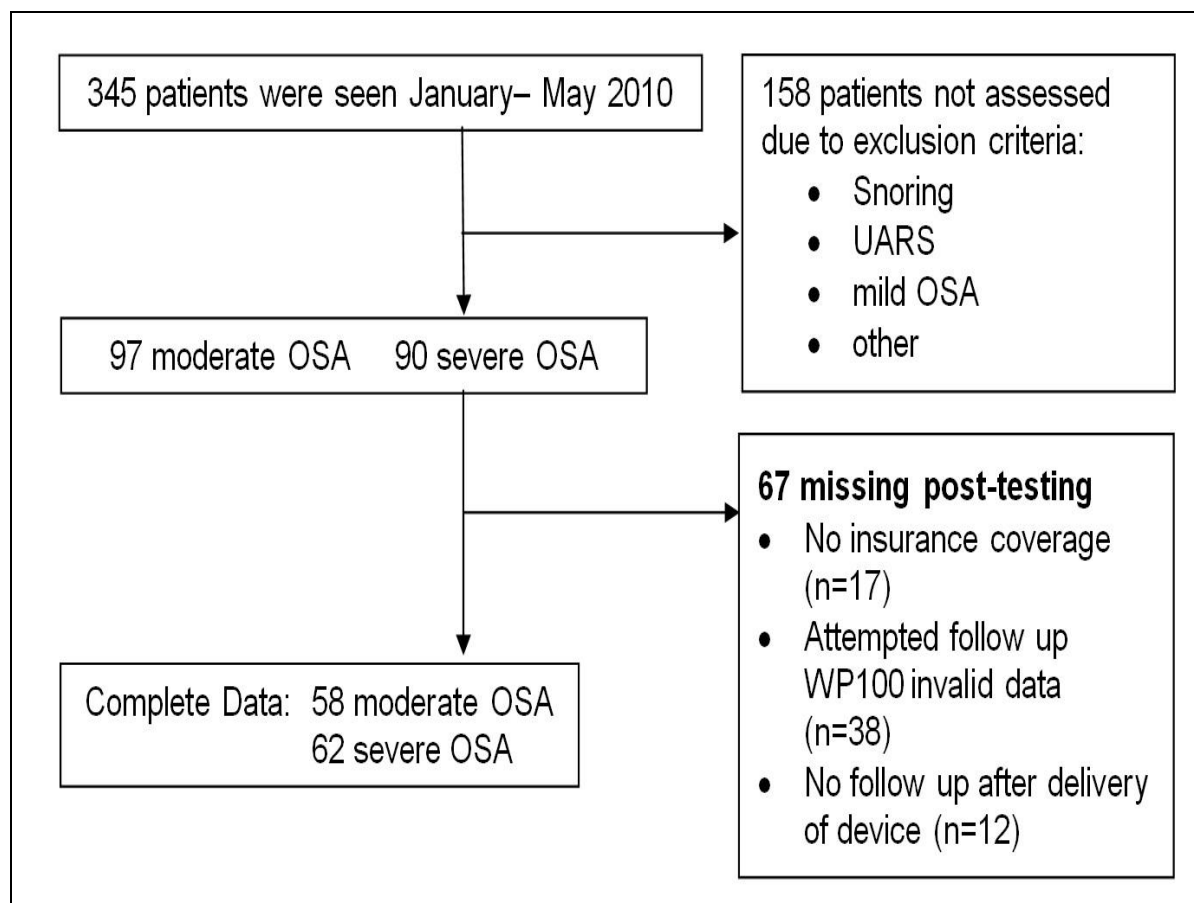 345 patients were seen January– May 2010
158 patients not assessed
due to exclusion criteria:
• Snoring
• UARS
• mild OSA
• other
97 moderate OSA 90 severe OSA
67 missing post-testing
• No insurance coverage
(n=17)
• Attempted follow up
WP100 invalid data
(n=38)
• No follow up after delivery
of device (n=12)
Complete Data: 58 moderate OSA
62 severe OSA